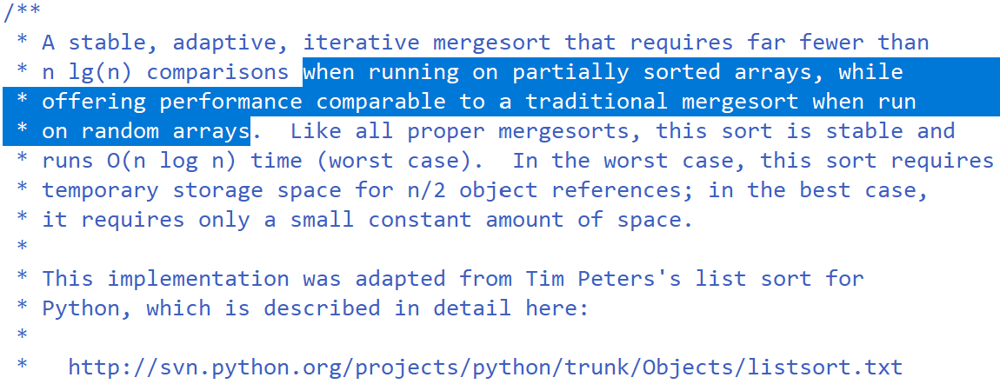 /**
* A stable, adaptive, iterative mergesort that requires far fewer than
* n lg(n) comparisons when running on partially sorted arrays, while
* offering performance comparable to a traditional mergesort when run
* on random arrays.  Like all proper mergesorts, this sort is stable and
* runs O(n log n) time (worst case).  In the worst case, this sort requires
* temporary storage space for n/2 object references; in the best case,
* it requires only a small constant amount of space.
*
* This implementation was adapted from Tim Peters's list sort for
* Python, which is described in detail here:
*
*   http://svn.python.org/projects/python/trunk/Objects/listsort.txt